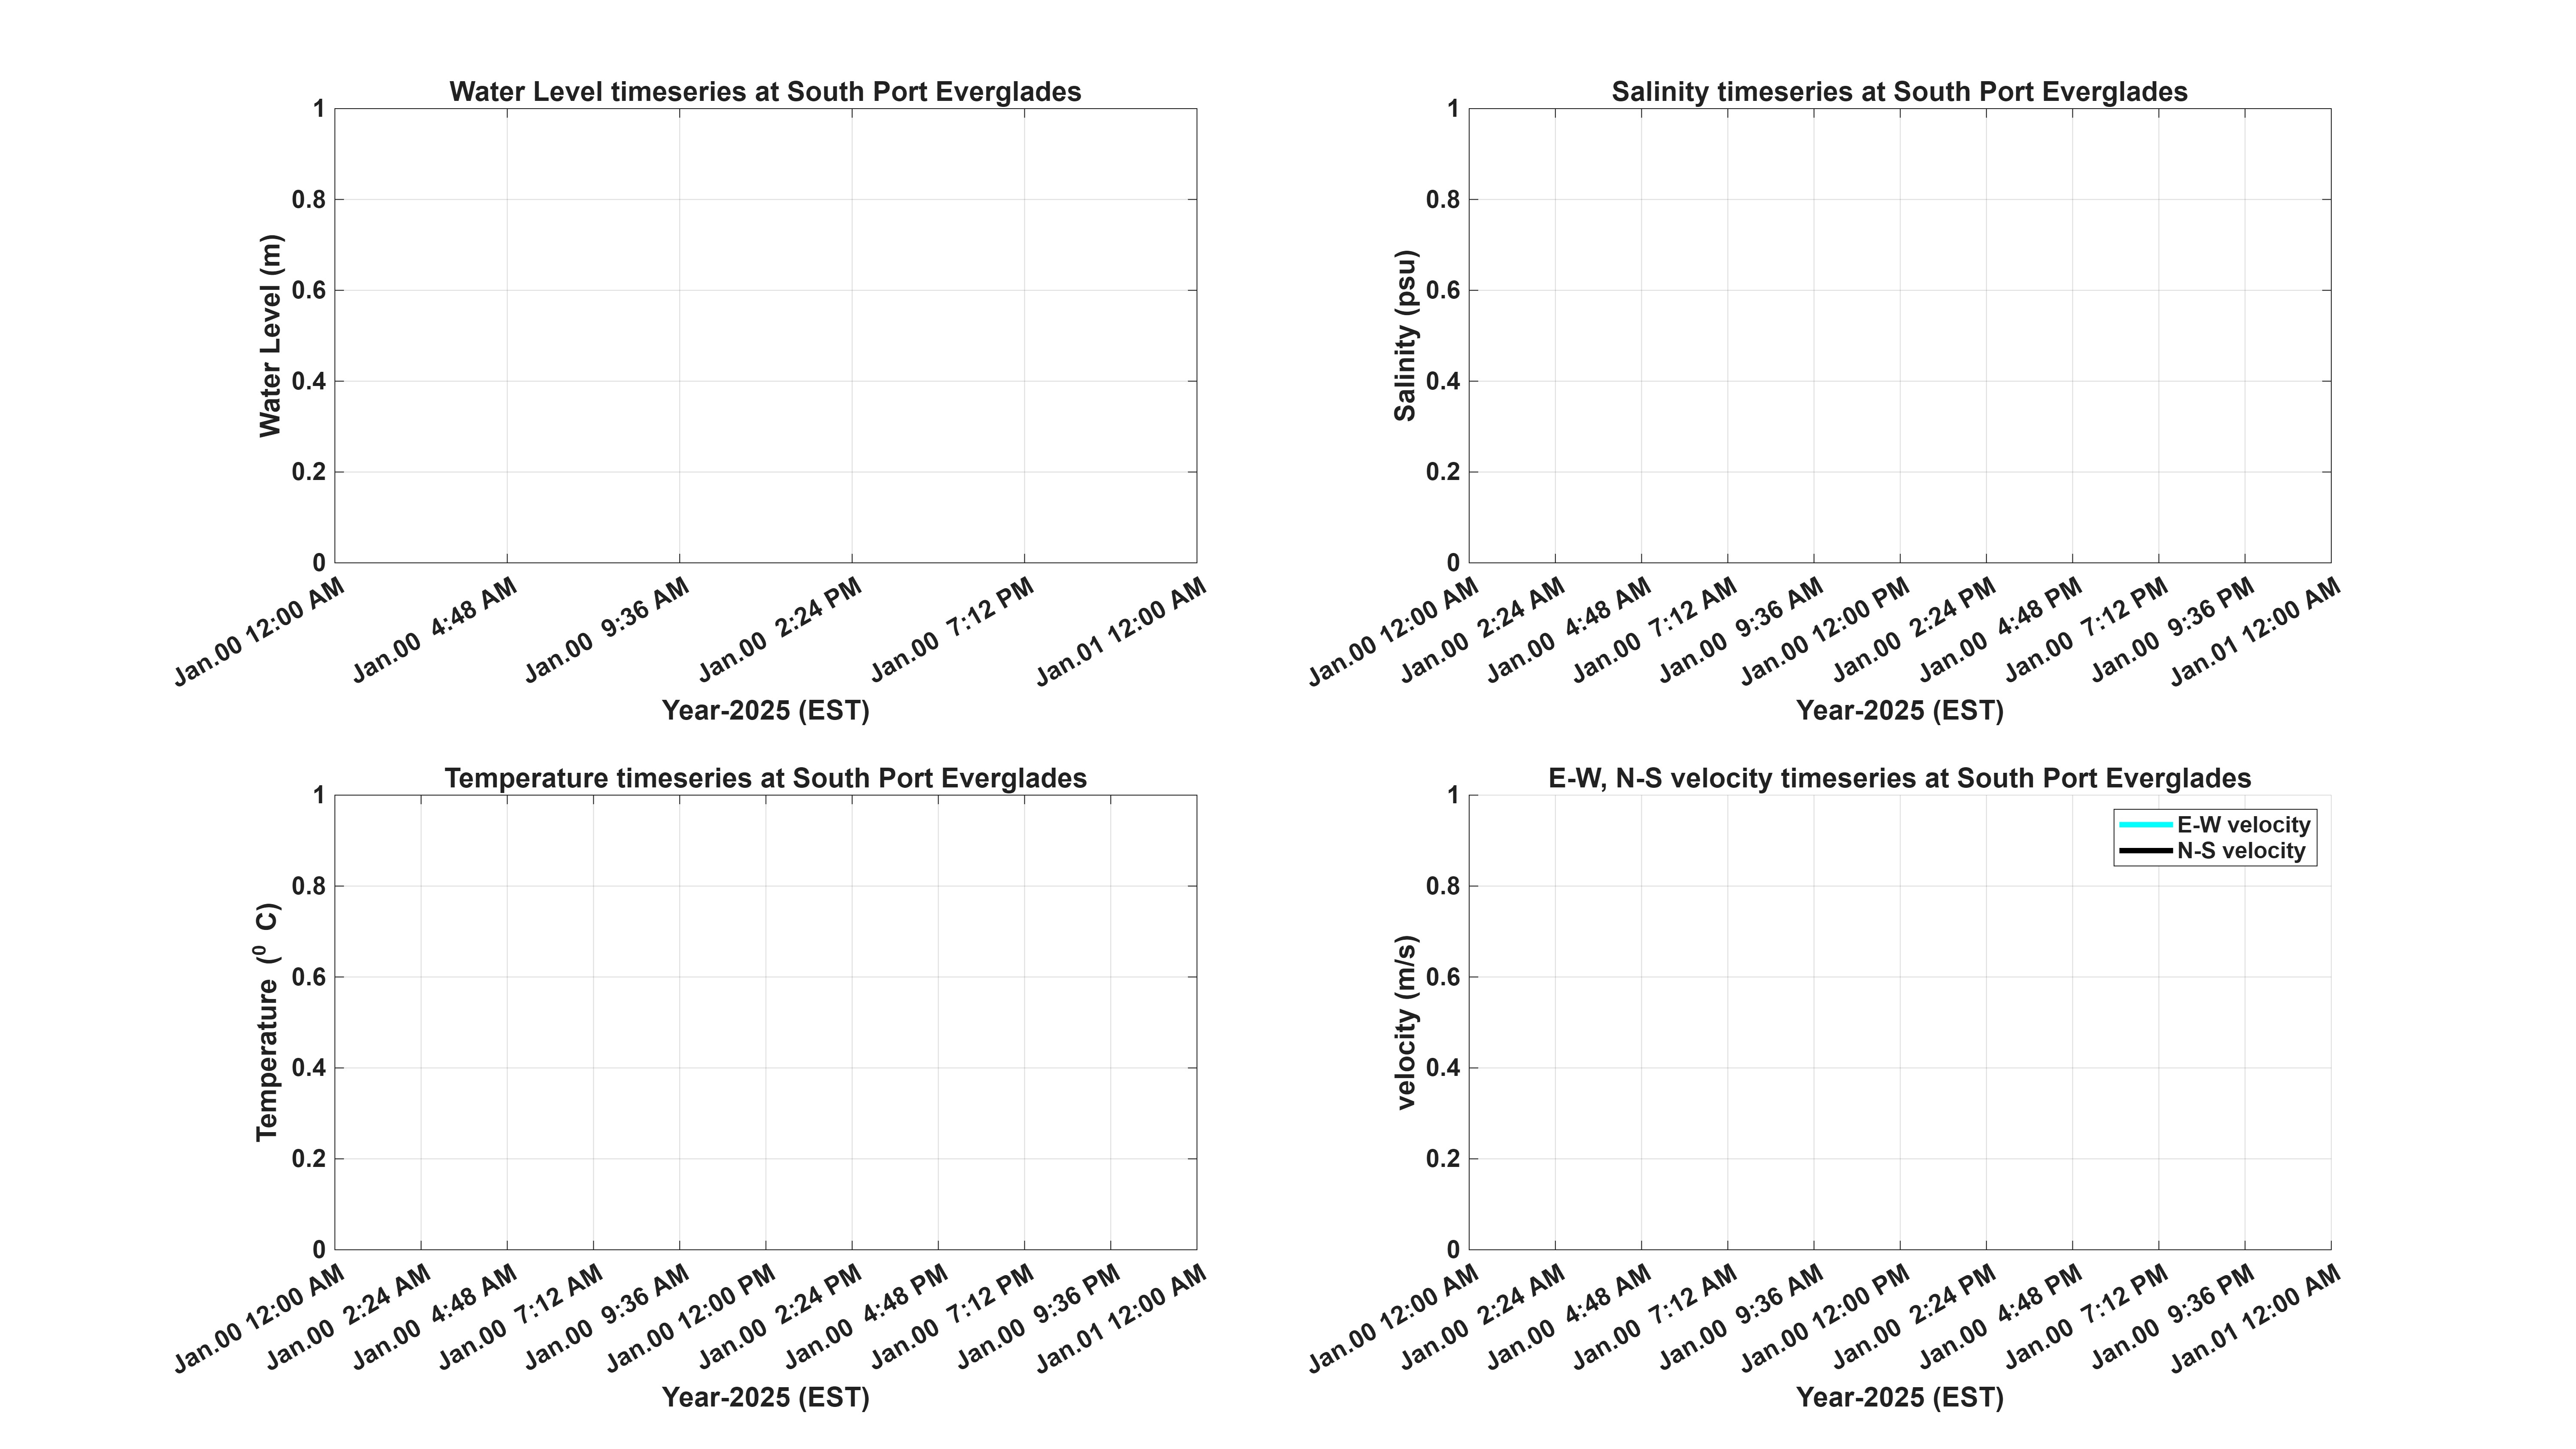 Water Level timeseries at South Port Everglades
Water Level (m)
1
0.8
0.6
0.4
0.2
0
Jan.00 12:00 AM
Jan.00  4:48 AM
Jan.00  9:36 AM
Jan.00  2:24 PM
Jan.00  7:12 PM
Jan.01 12:00 AM
Year-2025 (EST)
Salinity timeseries at South Port Everglades
Salinity (psu)
1
0.8
0.6
0.4
0.2
0
Jan.00 12:00 AM
Jan.00  2:24 AM
Jan.00  4:48 AM
Jan.00  7:12 AM
Jan.00  9:36 AM
Jan.00 12:00 PM
Jan.00  2:24 PM
Jan.00  4:48 PM
Jan.00  7:12 PM
Jan.00  9:36 PM
Jan.01 12:00 AM
Year-2025 (EST)
Temperature timeseries at South Port Everglades
Temperature  (⁰ C)
1
0.8
0.6
0.4
0.2
0
Jan.00 12:00 AM
Jan.00  2:24 AM
Jan.00  4:48 AM
Jan.00  7:12 AM
Jan.00  9:36 AM
Jan.00 12:00 PM
Jan.00  2:24 PM
Jan.00  4:48 PM
Jan.00  7:12 PM
Jan.00  9:36 PM
Jan.01 12:00 AM
Year-2025 (EST)
E-W, N-S velocity timeseries at South Port Everglades
velocity (m/s)
1
0.8
0.6
0.4
0.2
0
E-W velocity
N-S velocity
Jan.00 12:00 AM
Jan.00  2:24 AM
Jan.00  4:48 AM
Jan.00  7:12 AM
Jan.00  9:36 AM
Jan.00 12:00 PM
Jan.00  2:24 PM
Jan.00  4:48 PM
Jan.00  7:12 PM
Jan.00  9:36 PM
Jan.01 12:00 AM
Year-2025 (EST)